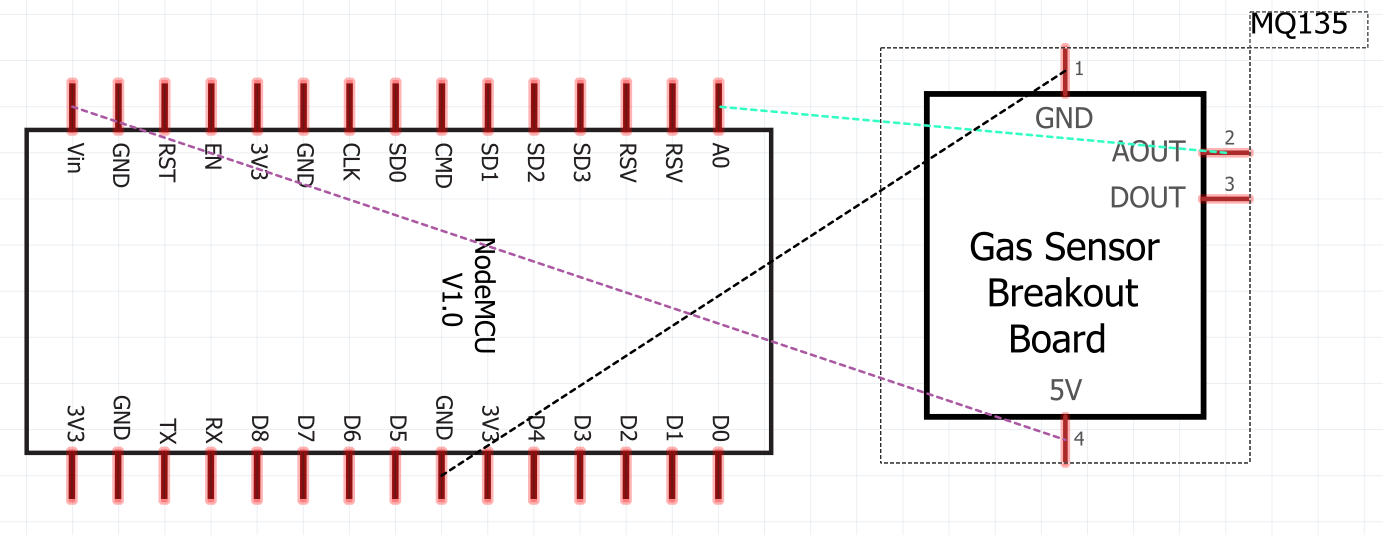 MQ135
1
GND
2
AOUT
3
DOUT
Gas Sensor
Breakout
Board
5V
4
Vin
GND
RST
EN
3V3
GND
CLK
SD0
CMD
SD1
SD2
SD3
RSV
RSV
A0
NodeMCU
V1.0
3V3
GND
TX
RX
D8
D7
D6
D5
GND
3V3
D4
D3
D2
D1
D0